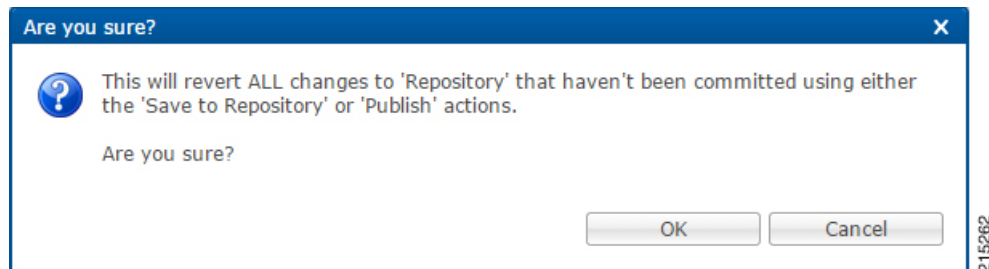 Are you sure?
X
This will revert ALL changes to 'Repository' that haven't been committed using either
the 'Save to Repository' or 'Publish' actions.
Are you sure?
OK
Cancel
215262